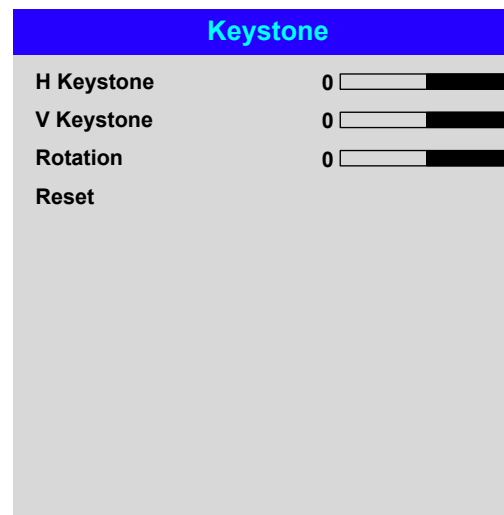 Keystone
H Keystone 0
V Keystone 0
Rotation 0
Reset